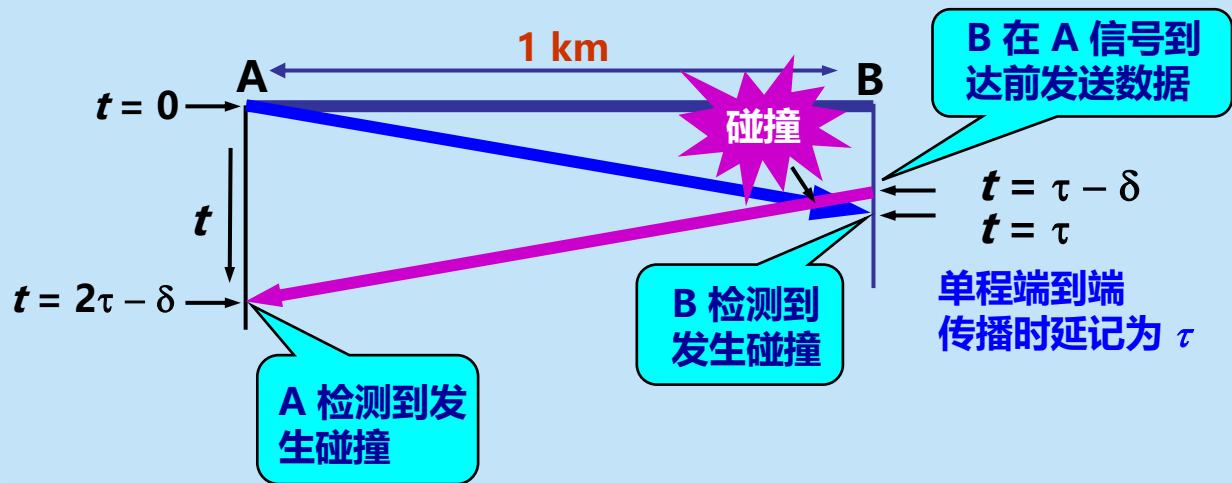 1 km
A
B
B 在 A 信号到
达前发送数据
t = 0
碰撞
t = τ – δ
t
t = τ
t = 2τ – δ
B 检测到
发生碰撞
单程端到端
传播时延记为 τ
A 检测到发
生碰撞